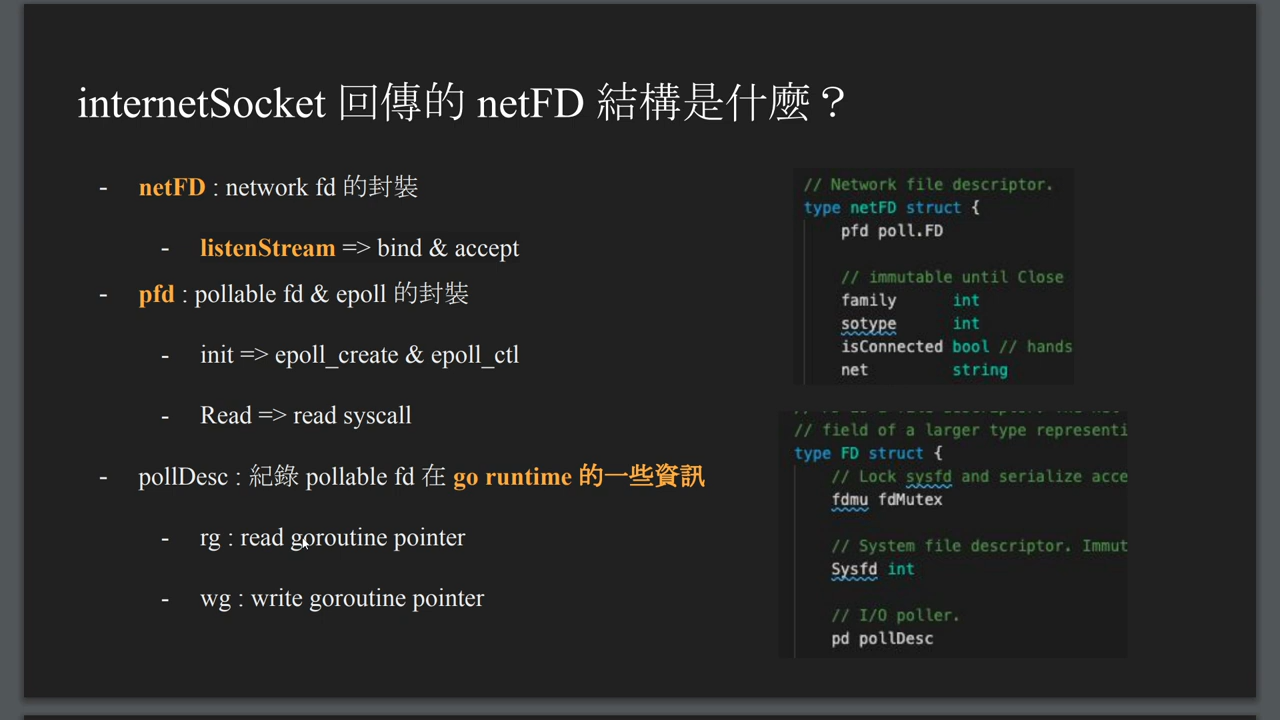 internetSocket 回傳的 netFD 結構是什麼？
- netFD : network fd 的封裝
- listenStream => bind & accept
- pfd : pollable fd & epoll 的封裝
- init => epoll_create & epoll_ctl
- Read => read syscall
- pollDesc : 紀錄 pollable fd 在 go runtime 的一些資訊
- rg : read goroutine pointer
- wg : write goroutine pointer
// Network file descriptor.
type netFD struct {
pfd poll.FD
// immutable until Close
family int
sotype int
isConnected bool // hands
net string
// field of a larger type representi
type FD struct {
// Lock sysfd and serialize acce
fdmu fdMutex
// System file descriptor. Immut
Sysfd int
// I/O poller.
pd pollDesc